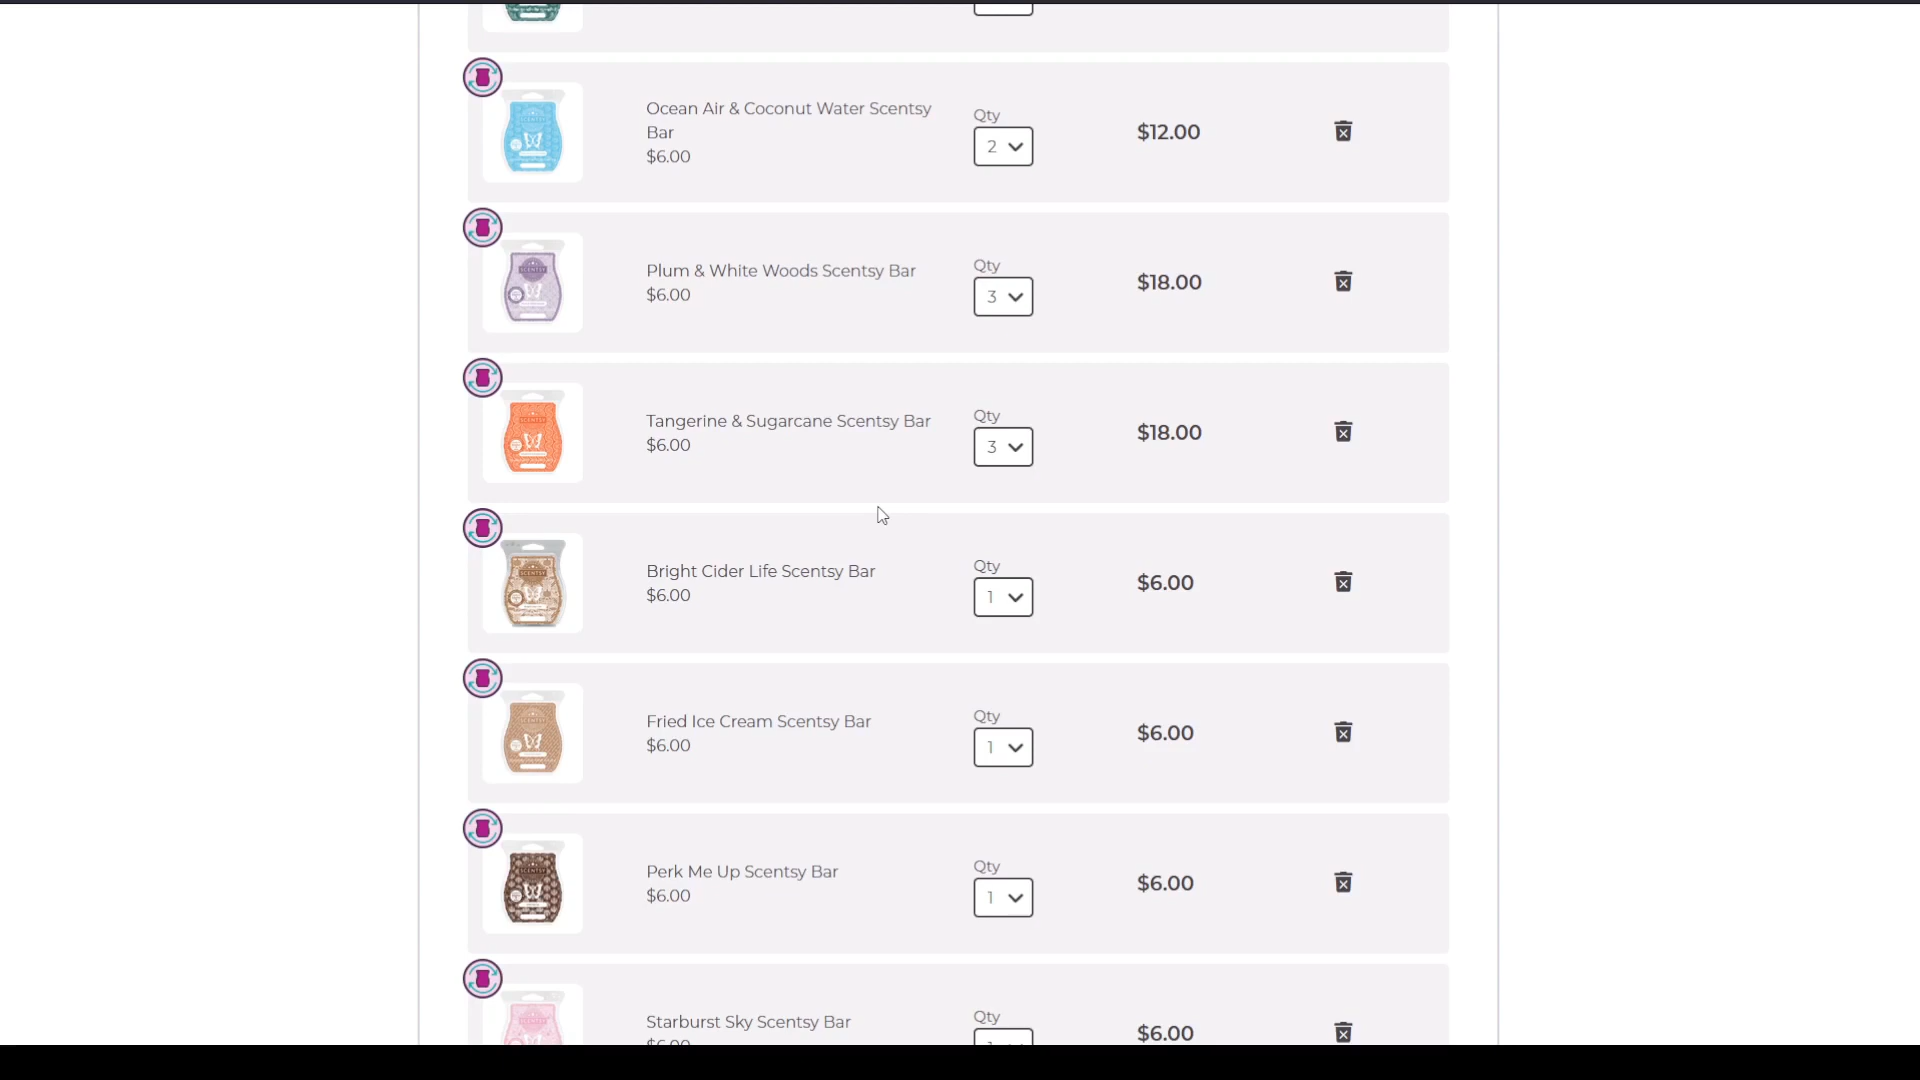 Ocean Air & Coconut Water Scentsy
Bar
$6.00
Qty
2
$12.00
Plum & White Woods Scentsy Bar
$6.00
Qty
3
$18.00
Tangerine & Sugarcane Scentsy Bar
$6.00
Qty
3
$18.00
Bright Cider Life Scentsy Bar
$6.00
Qty
1
$6.00
Fried Ice Cream Scentsy Bar
$6.00
Qty
1
$6.00
Perk Me Up Scentsy Bar
$6.00
Qty
1
$6.00
Starburst Sky Scentsy Bar
$6.00
Qty
$6.00